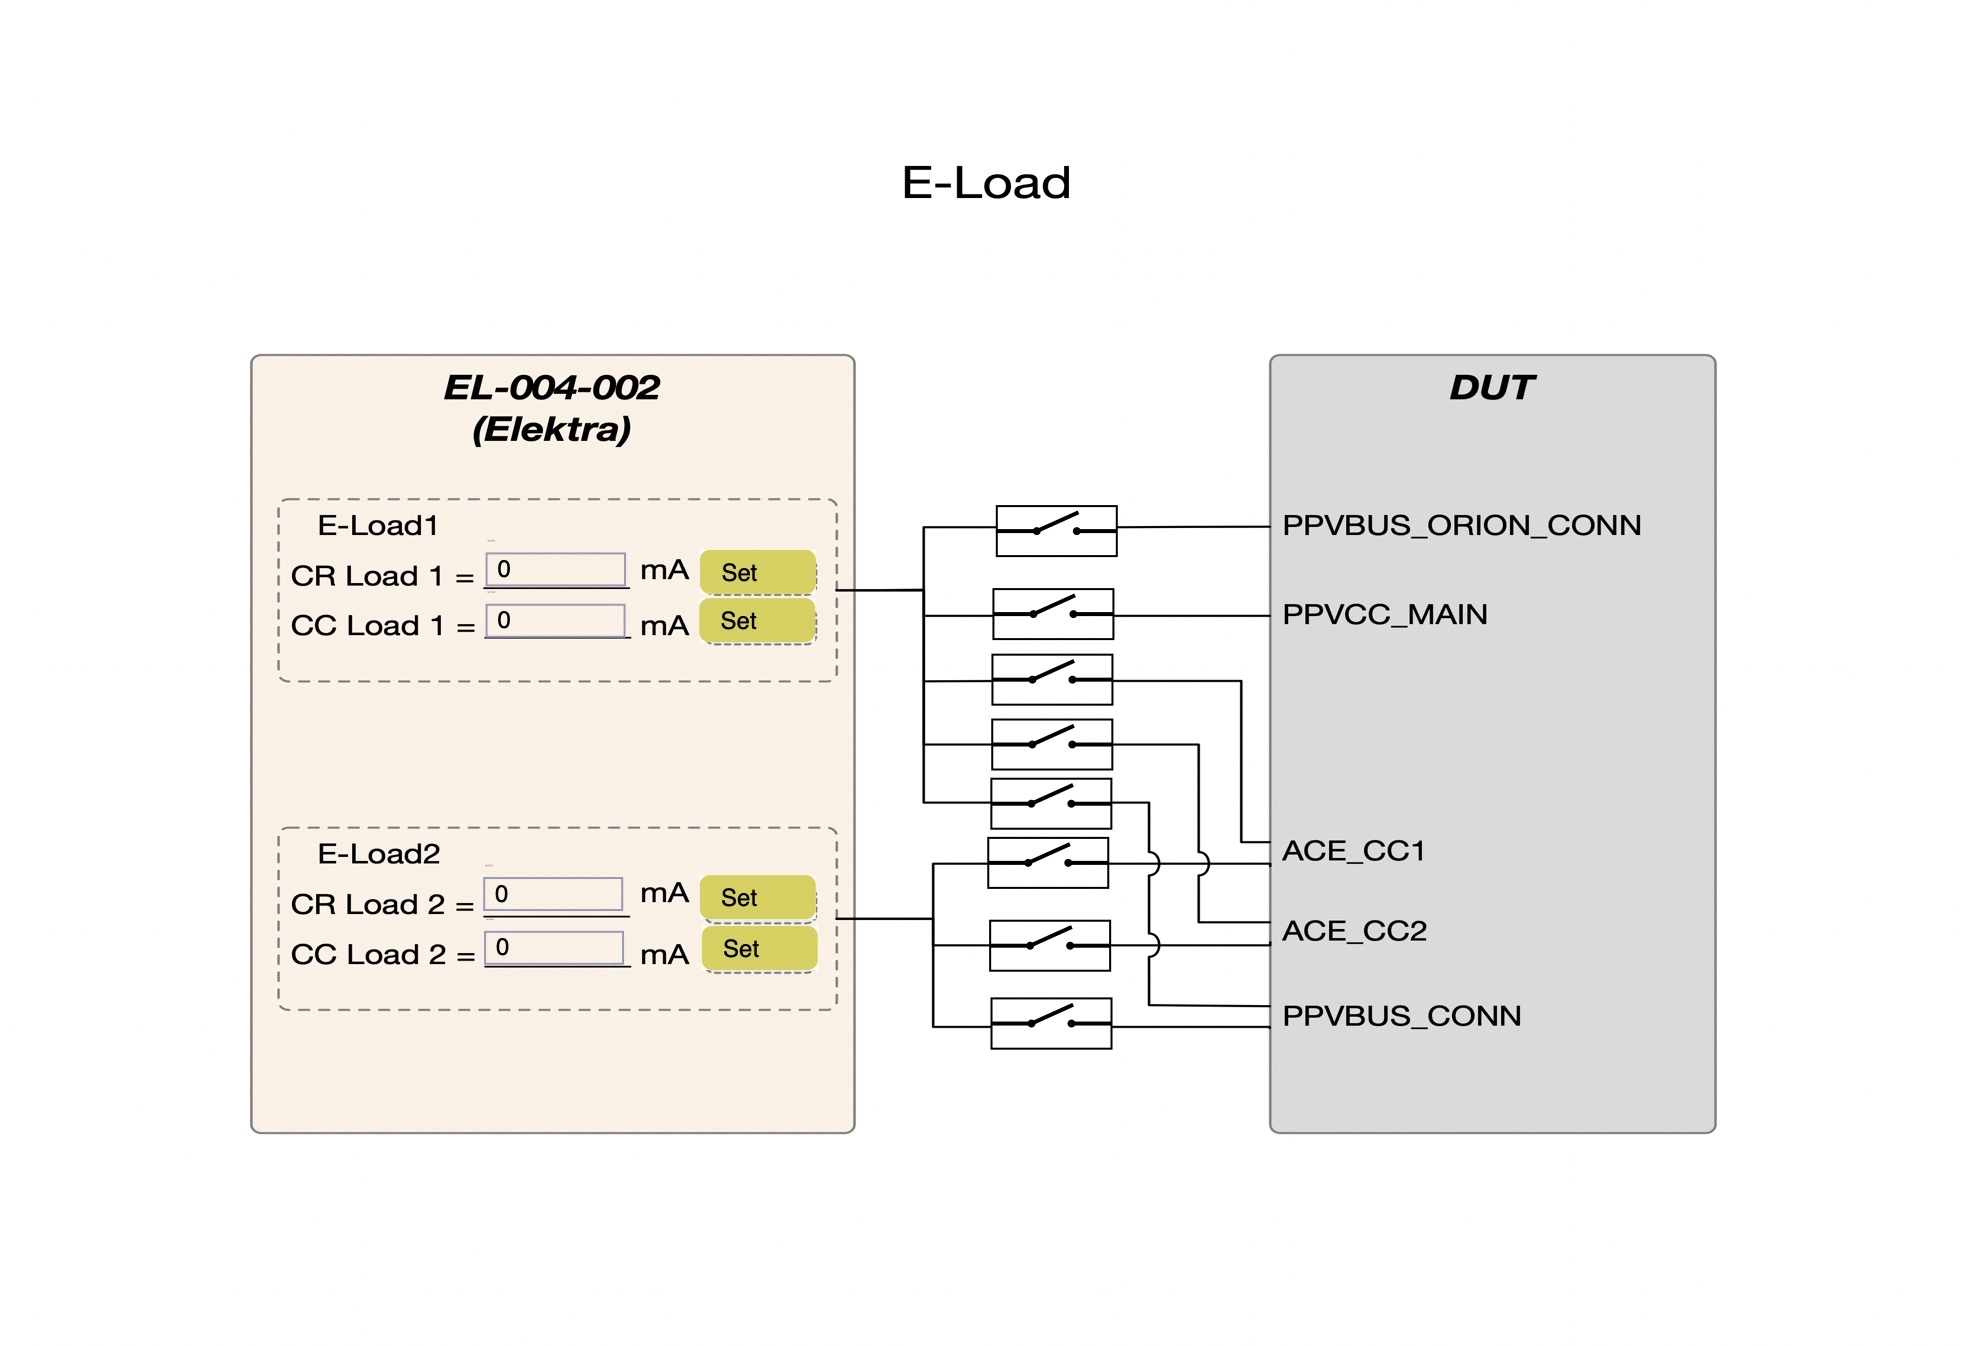 E-Load
EL-004-002
(Elektra)
DUT
E-Load1
CR Load 1 = 0 mA Set
CC Load 1 = 0 mA Set
E-Load2
CR Load 2 = 0 mA Set
CC Load 2 = 0 mA Set
PPVBUS_ORION_CONN
PPVCC_MAIN
ACE_CC1
ACE_CC2
PPVBUS_CONN